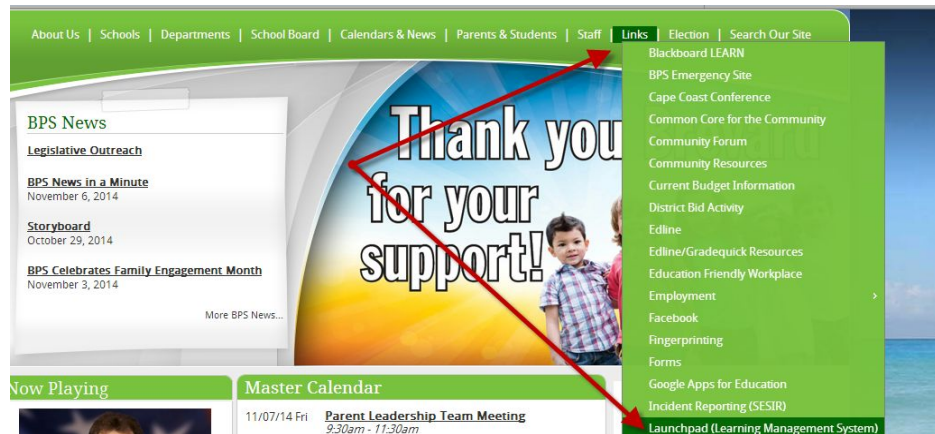 About Us | Schools | Departments | School Board | Calendars & News | Parents & Students | Staff | Links | Election | Search Our Site
Blackboard LEARN
BPS Emergency Site
Cape Coast Conference
Common Core for the Community
Community Forum
Community Resources
Current Budget Information
District Bid Activity
Edline
Edline/Gradequick Resources
Education Friendly Workplace
Employment ›
Facebook
Fingerprinting
Forms
Google Apps for Education
Incident Reporting (SESIR)
Launchpad (Learning Management System)
BPS News
Legislative Outreach
BPS News in a Minute
November 6, 2014
Storyboard
October 29, 2014
BPS Celebrates Family Engagement Month
November 3, 2014
More BPS News...
Thank you
for your
support!
Now Playing
Master Calendar
11/07/14 Fri Parent Leadership Team Meeting
9:30am - 11:30am